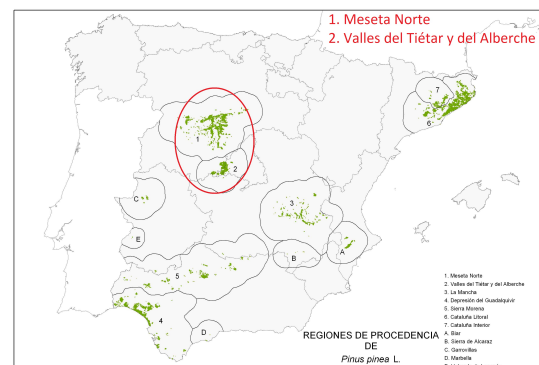 1. Meseta Norte
2. Valles del Tiétar y del Alberche
7
6
1
2
C
3
E
A
B
5
4
D
1. Meseta Norte
2. Valles del Tiétar y del Alberche
3. La Mancha
4. Depresión del Guadalquivir
5. Sierra Morena
6. Cataluña Litoral
7. Cataluña Interior
A. Biar
B. Sierra de Alcaraz
C. Garrovillas
D. Marbella
REGIONES DE PROCEDENCIA
DE
Pinus pinea L.